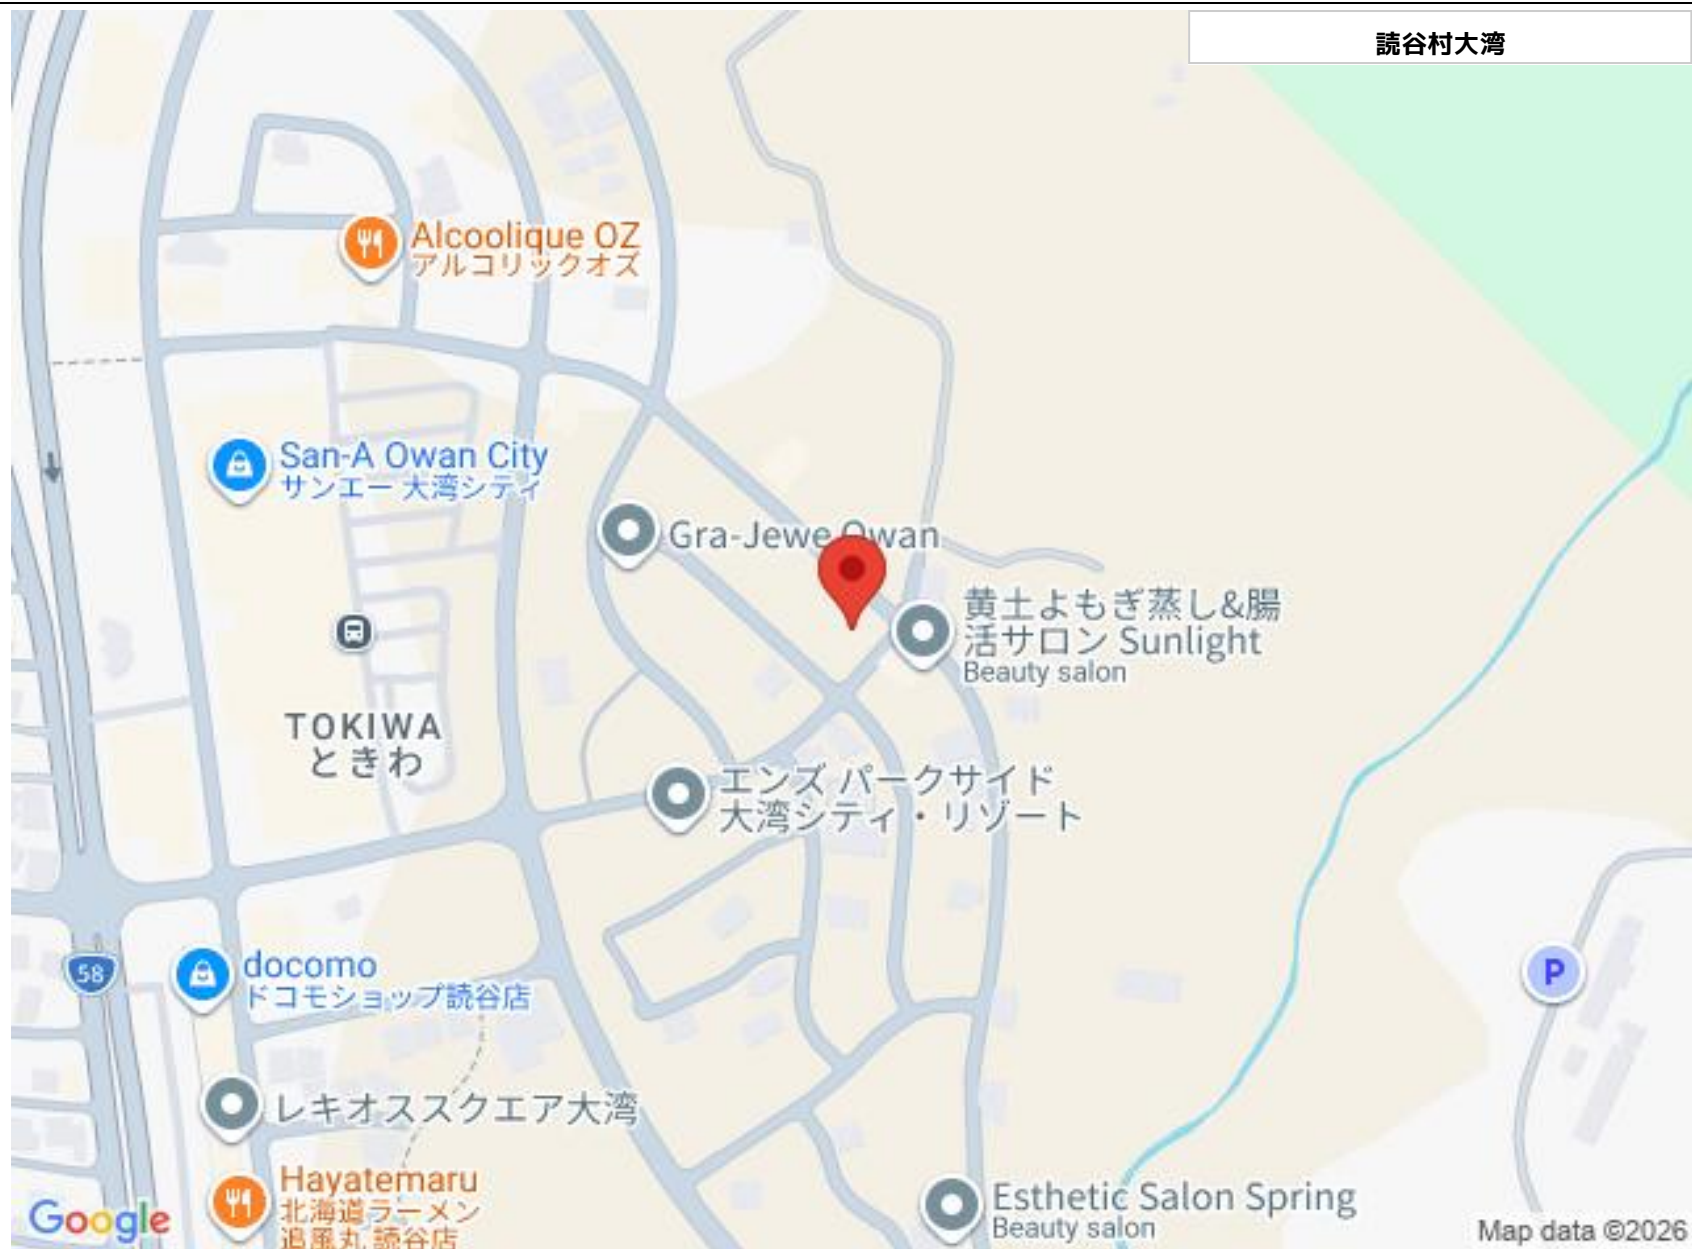 読谷村大湾
Alcoolique OZ
アルコリックオズ
San-A Owan City
サンエー 大湾シティ
Gra-Jewe Owan
黄土よもぎ蒸し&腸
活サロン Sunlight
Beauty salon
TOKIWA
ときわ
エンズ パークサイド
大湾シティ・リゾート
58
docomo
ドコモショップ読谷店
P
レキオススクエア大湾
Hayatemaru
北海道ラーメン
追風丸 読谷店
Esthetic Salon Spring
Beauty salon
Google
Map data ©2026